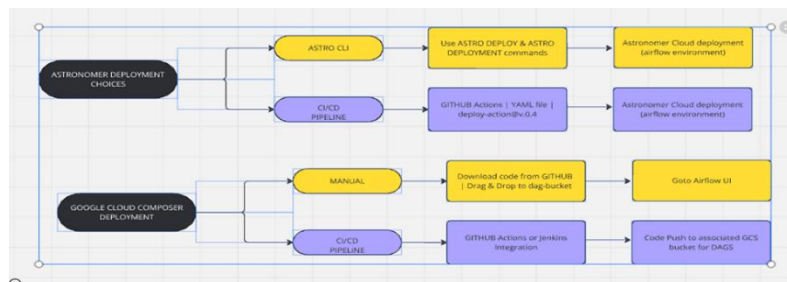 ASTRO CLI
Use ASTRO DEPLOY & ASTRO
DEPLOYMENT commands
Astronomer Cloud deployment
(airflow environment)
ASTRONOMER DEPLOYMENT
CHOICES
CI/CD
PIPELINE
GITHUB Actions | YAML file |
deploy-action@v.0.4
Astronomer Cloud deployment
(airflow environment)
MANUAL
Download code from GITHUB
| Drag & Drop to dag-bucket
Goto Airflow UI
GOOGLE CLOUD COMPOSER
DEPLOYMENT
CI/CD
PIPELINE
GITHUB Actions or Jenkins
Integration
Code Push to associated GCS
bucket for DAGS